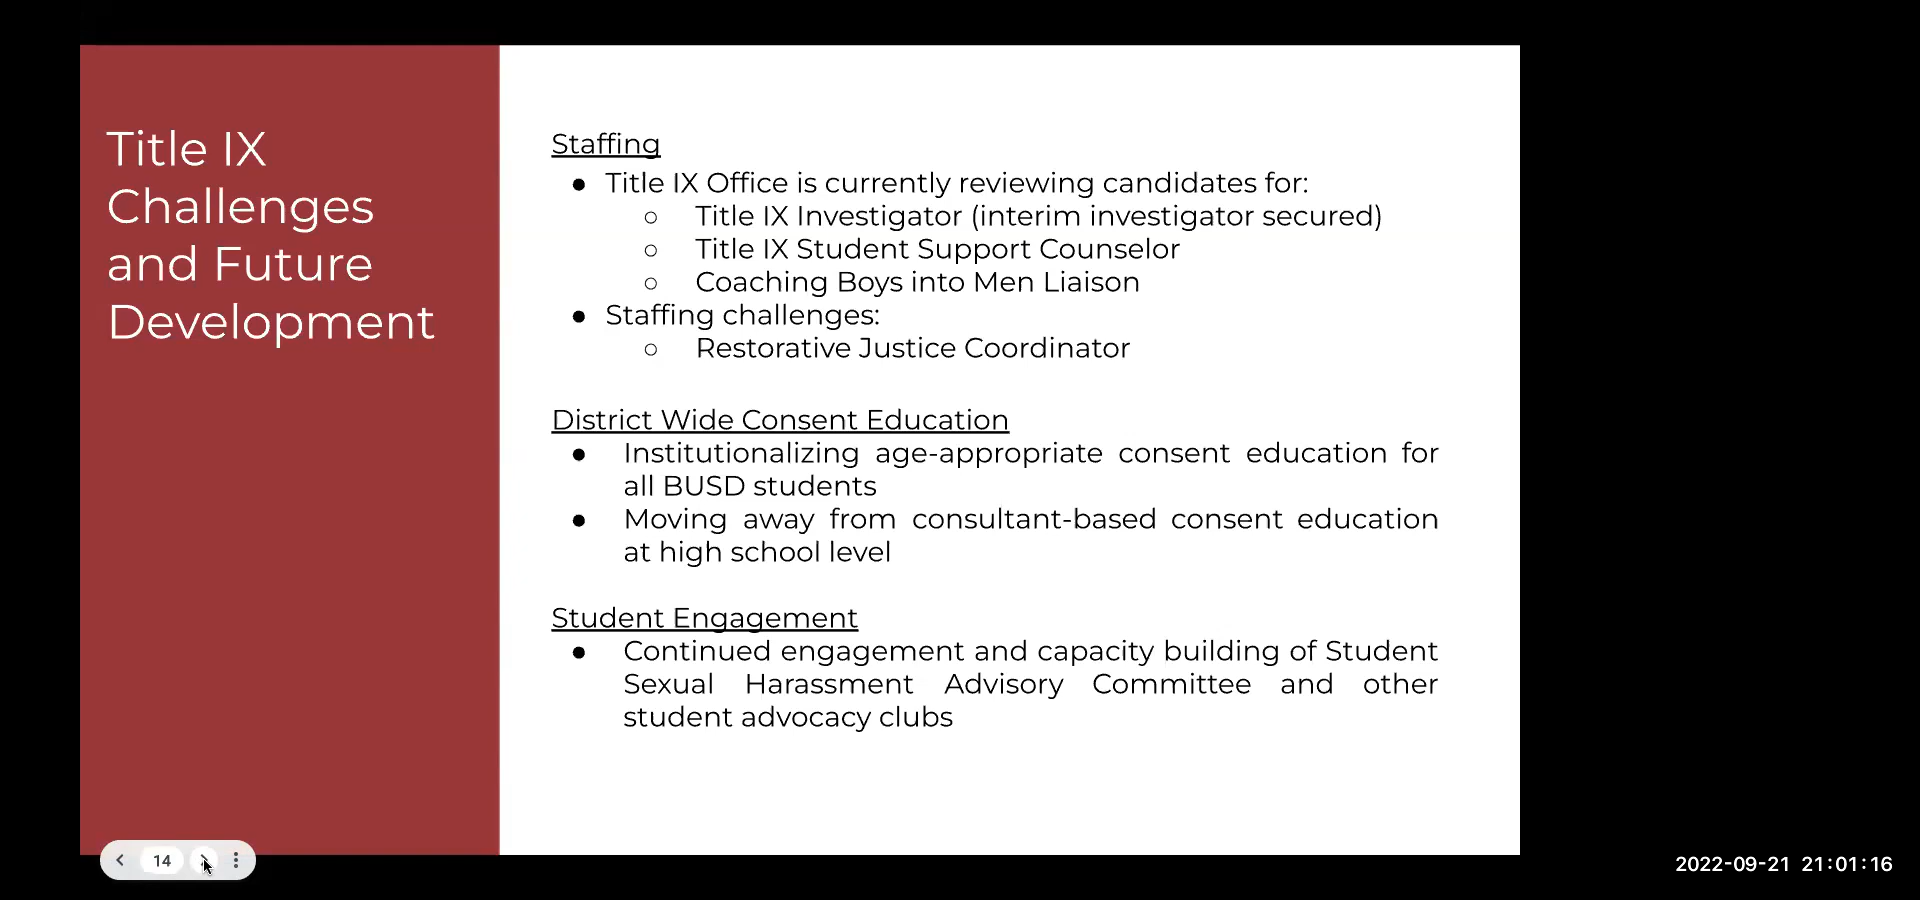 Title IX
Challenges
and Future
Development
Staffing
● Title IX Office is currently reviewing candidates for:
○ Title IX Investigator (interim investigator secured)
○ Title IX Student Support Counselor
○ Coaching Boys into Men Liaison
● Staffing challenges:
○ Restorative Justice Coordinator
District Wide Consent Education
● Institutionalizing age-appropriate consent education for
all BUSD students
● Moving away from consultant-based consent education
at high school level
Student Engagement
● Continued engagement and capacity building of Student
Sexual Harassment Advisory Committee and other
student advocacy clubs
14
2022-09-21 21:01:16